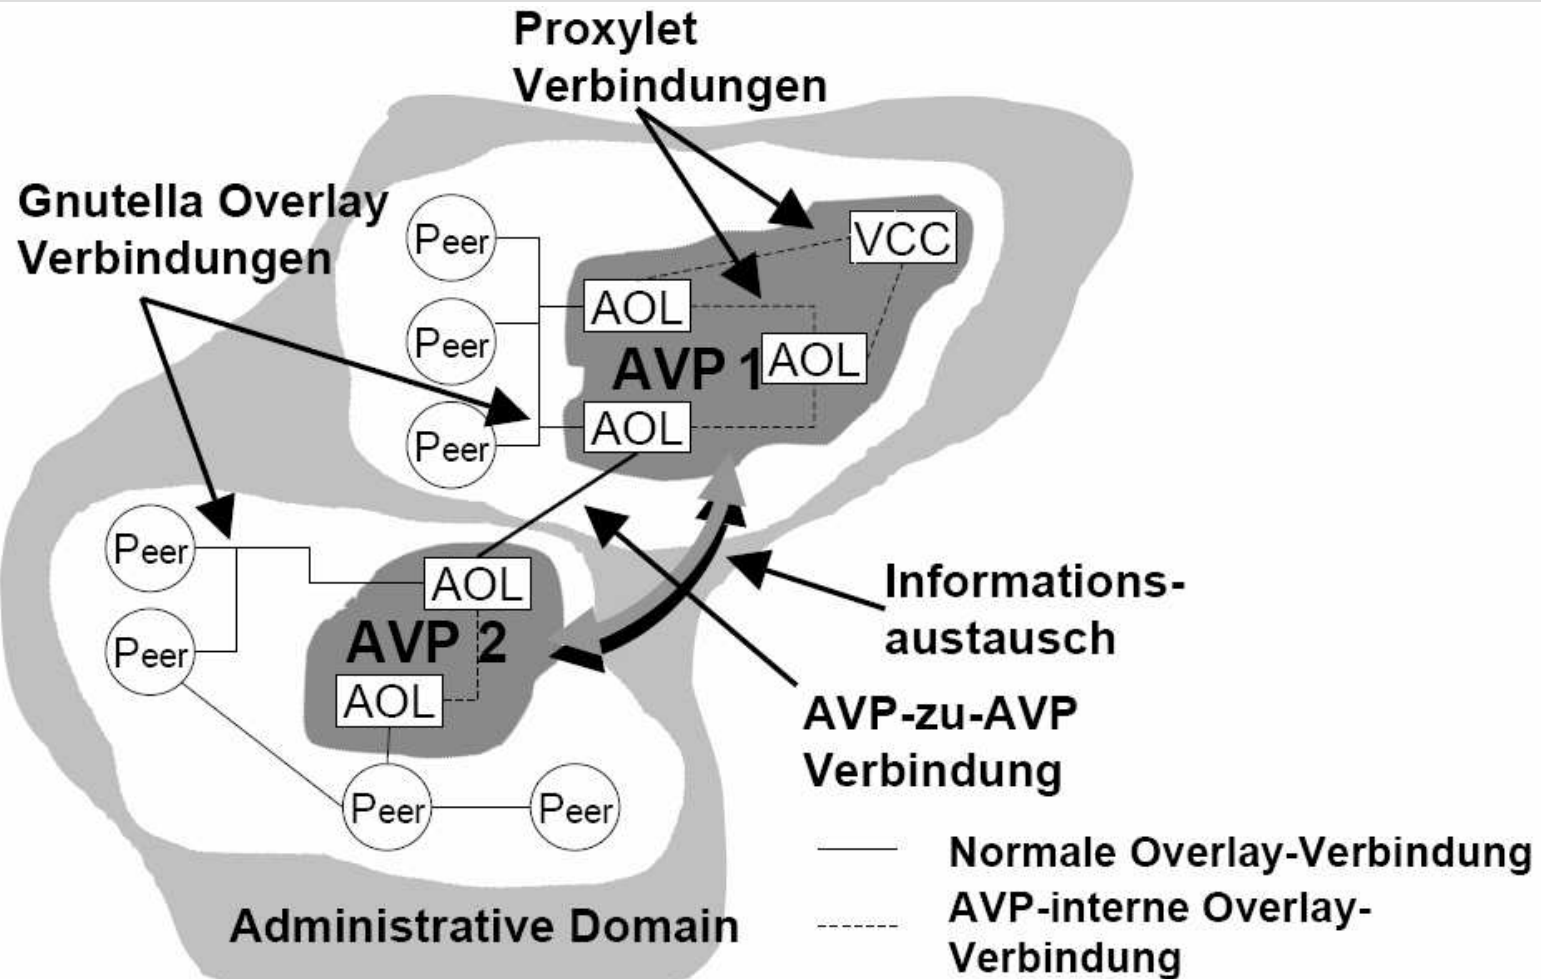 Proxylet
Verbindungen
Gnutella Overlay
Verbindungen
Peer
VCC
Peer
AOL
AVP 1
AOL
Peer
AOL
Peer
AOL
Informations-
austausch
Peer
AVP 2
AOL
AVP-zu-AVP
Verbindung
Peer
Peer
Normale Overlay-Verbindung
AVP-interne Overlay-
Verbindung
Administrative Domain